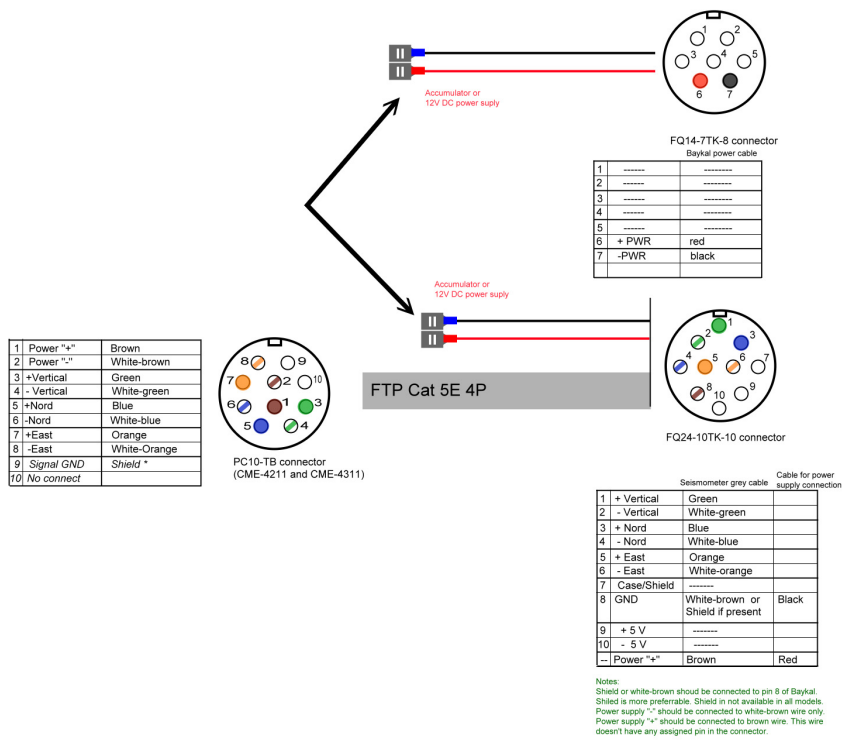 1 2
3 4 5
6 7
Accumulator or
12V DC power suply
FQ14-7TK-8 connector
Baykal power cable
1 ------ --------
2 ------ --------
3 ------ --------
4 ------ --------
5 ------ --------
6 + PWR red
7 -PWR black
Accumulator or
12V DC power suply
1 Power "+" Brown
2 Power "-" White-brown
3 +Vertical Green
4 - Vertical White-green
5 +Nord Blue
6 -Nord White-blue
7 +East Orange
8 -East White-Orange
9 Signal GND Shield *
10 No connect
8 9
7 2 10
6 1 3
5 4
PC10-TB connector
(CME-4211 and CME-4311)
FTP Cat 5E 4P
1
2 3
4 5 6 7
8 10 9
FQ24-10TK-10 connector
Seismometer grey cable
Cable for power
supply connection
1 + Vertical Green
2 - Vertical White-green
3 + Nord Blue
4 - Nord White-blue
5 + East Orange
6 - East White-orange
7 Case/Shield -------
8 GND White-brown or Black
Shield if present
9 + 5 V -------
10 - 5 V -------
-- Power "+" Brown Red
Notes:
Shield or white-brown shoud be connected to pin 8 of Baykal.
Shiled is more preferrable. Shield in not available in all models.
Power supply "-" should be connected to white-brown wire only.
Power supply "+" should be connected to brown wire. This wire
doesn't have any assigned pin in the connector.